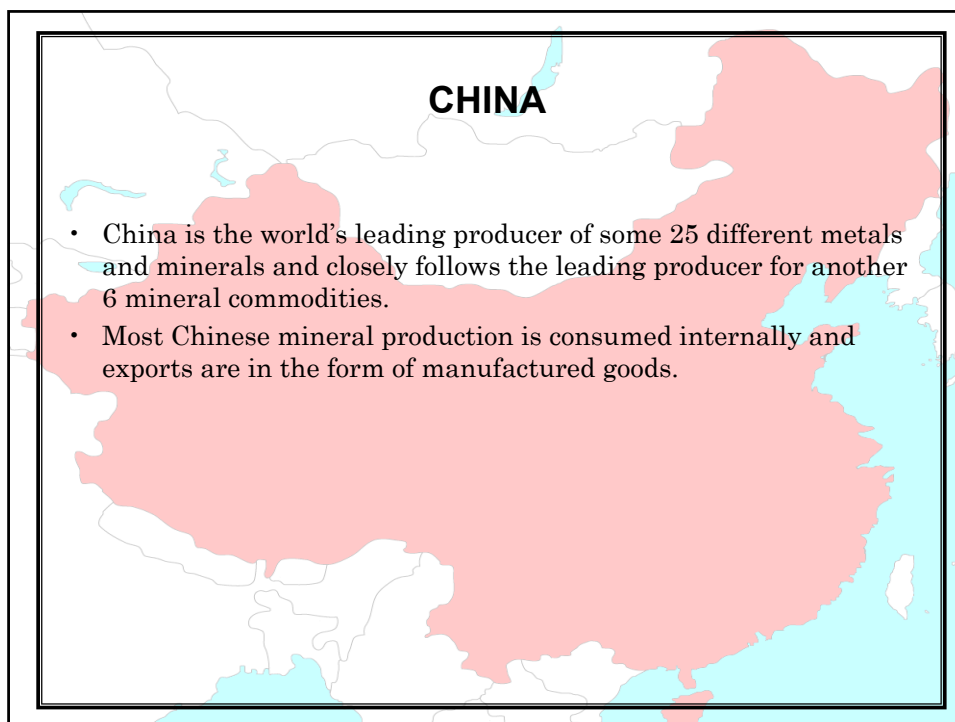 CHINA
· China is the world’s leading producer of some 25 different metals
and minerals and closely follows the leading producer for another
6 mineral commodities.
· Most Chinese mineral production is consumed internally and
exports are in the form of manufactured goods.